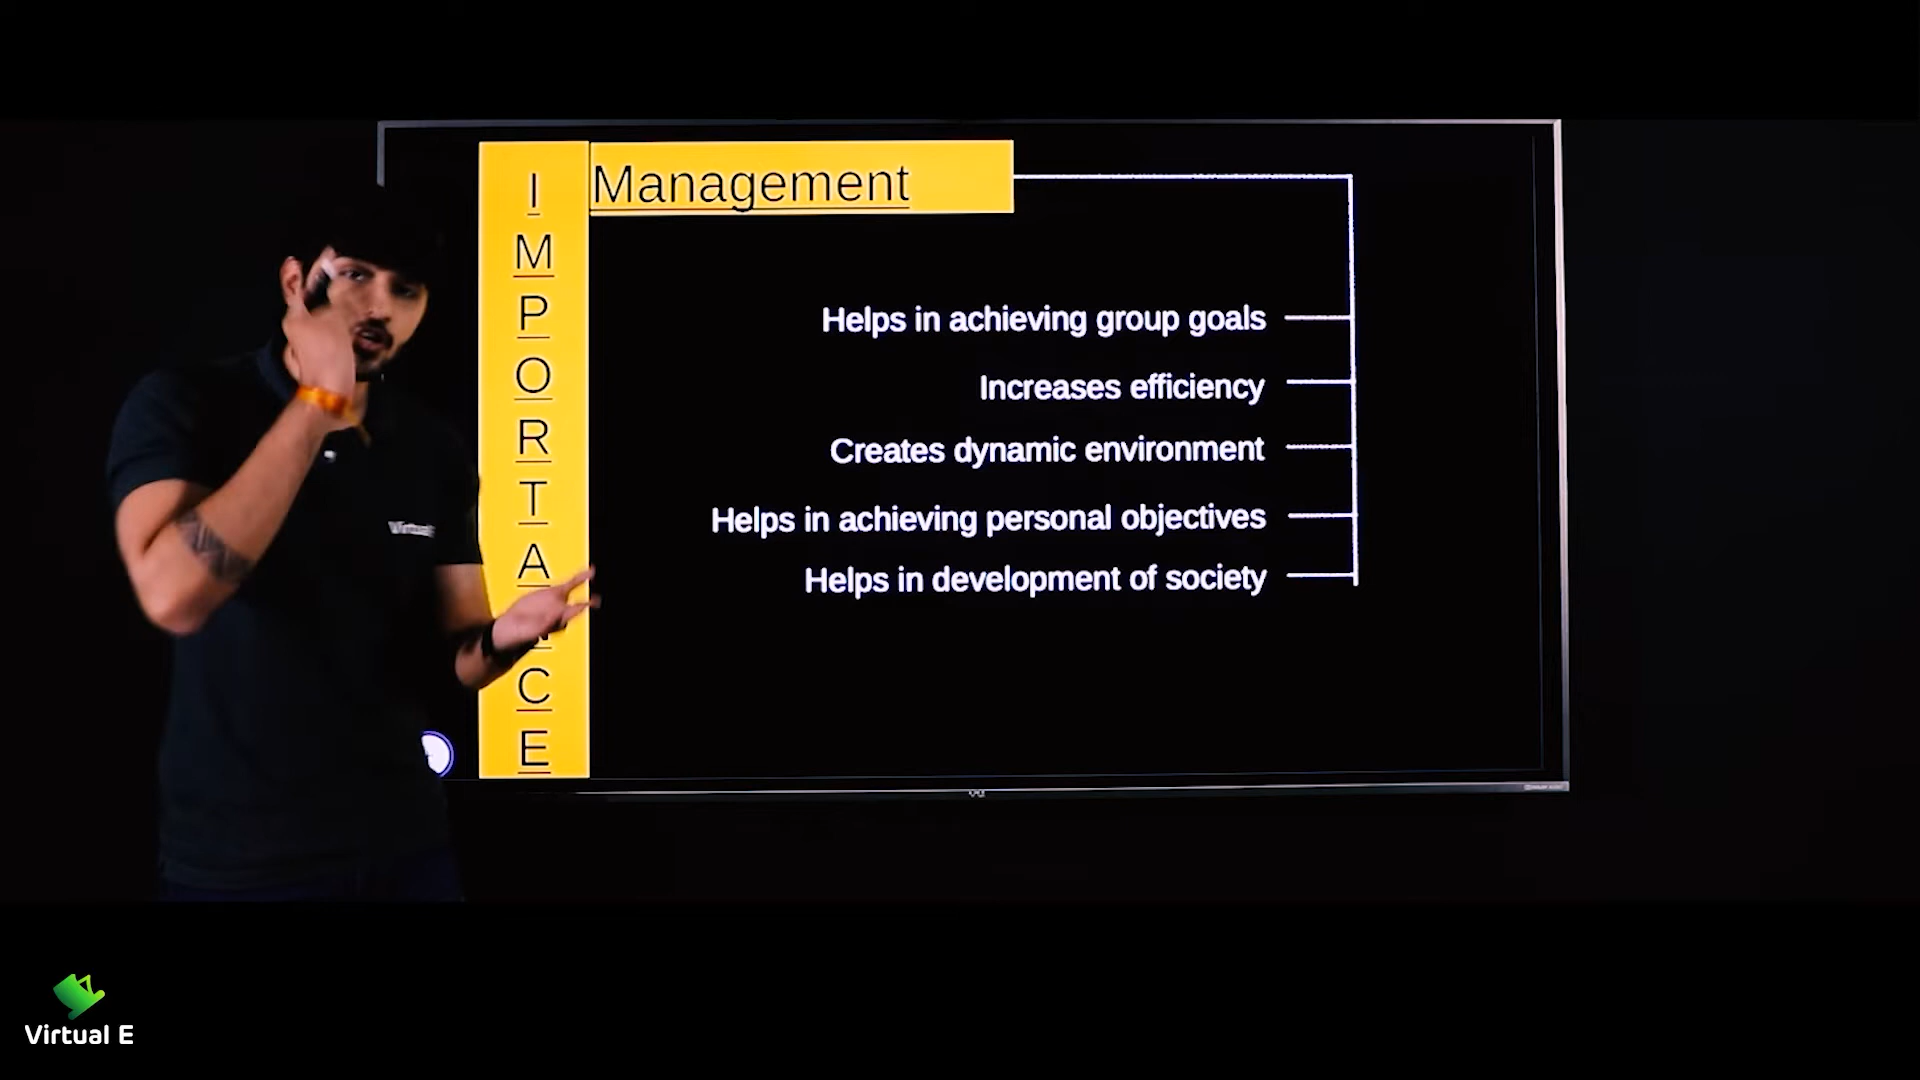 I
M
P
O
R
T
A
C
E
Management
Helps in achieving group goals
Increases efficiency
Creates dynamic environment
Helps in achieving personal objectives
Helps in development of society
Virtual E